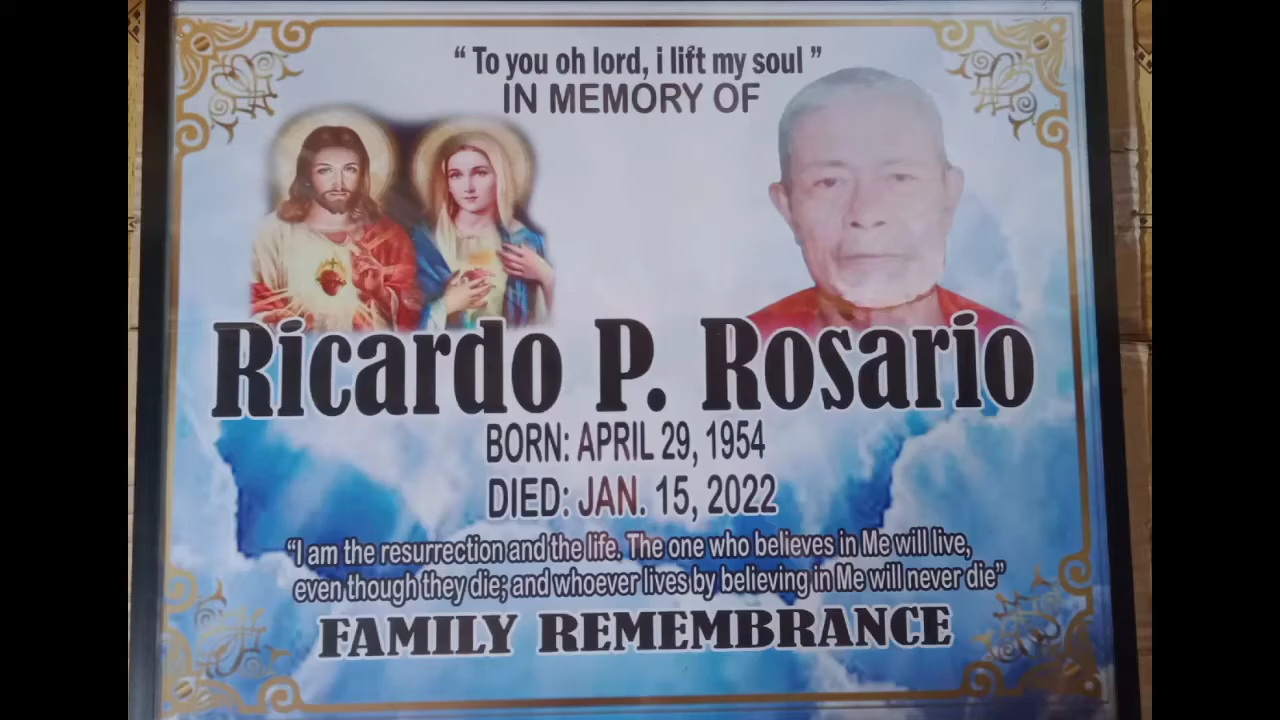 “ To you oh lord, i lift my soul ”
IN MEMORY OF
Ricardo P. Rosario
BORN: APRIL 29, 1954
DIED: JAN. 15, 2022
“I am the resurrection and the life. The one who believes in Me will live,
even though they die; and whoever lives by believing in Me will never die”
FAMILY REMEMBRANCE